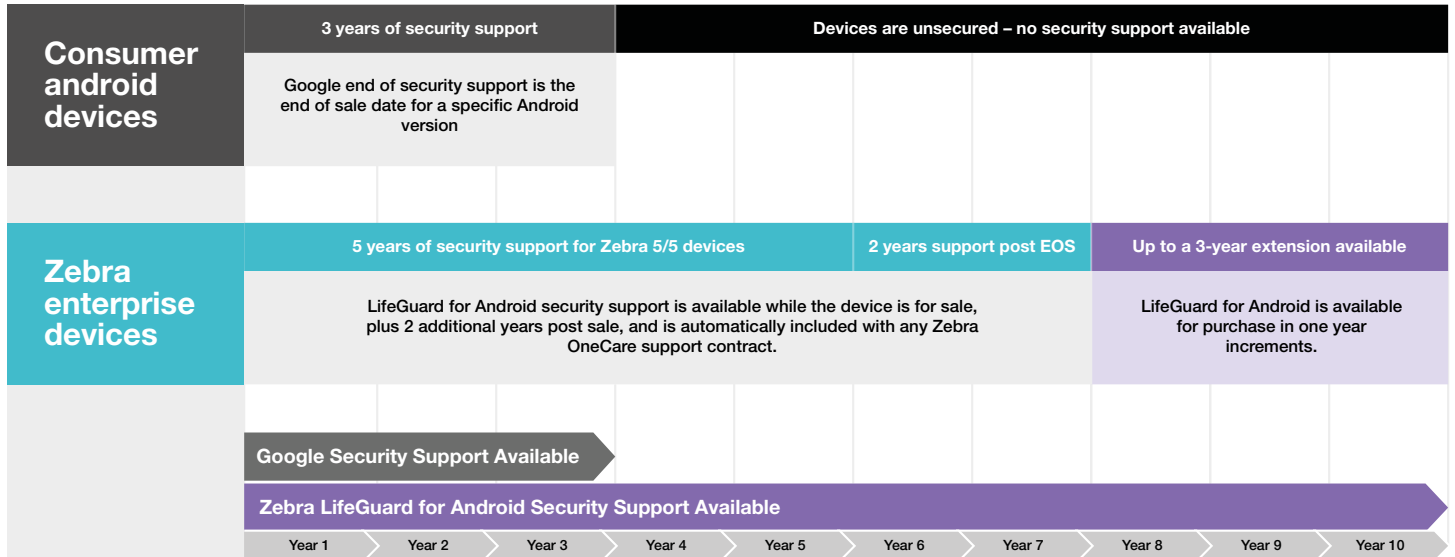 Consumer
android
devices
3 years of security support
Devices are unsecured – no security support available
Google end of security support is the
end of sale date for a specific Android
version
Zebra
enterprise
devices
5 years of security support for Zebra 5/5 devices
2 years support post EOS
Up to a 3-year extension available
LifeGuard for Android security support is available while the device is for sale,
plus 2 additional years post sale, and is automatically included with any Zebra
OneCare support contract.
LifeGuard for Android is available
for purchase in one year
increments.
Google Security Support Available
Zebra LifeGuard for Android Security Support Available
Year 1
Year 2
Year 3
Year 4
Year 5
Year 6
Year 7
Year 8
Year 9
Year 10